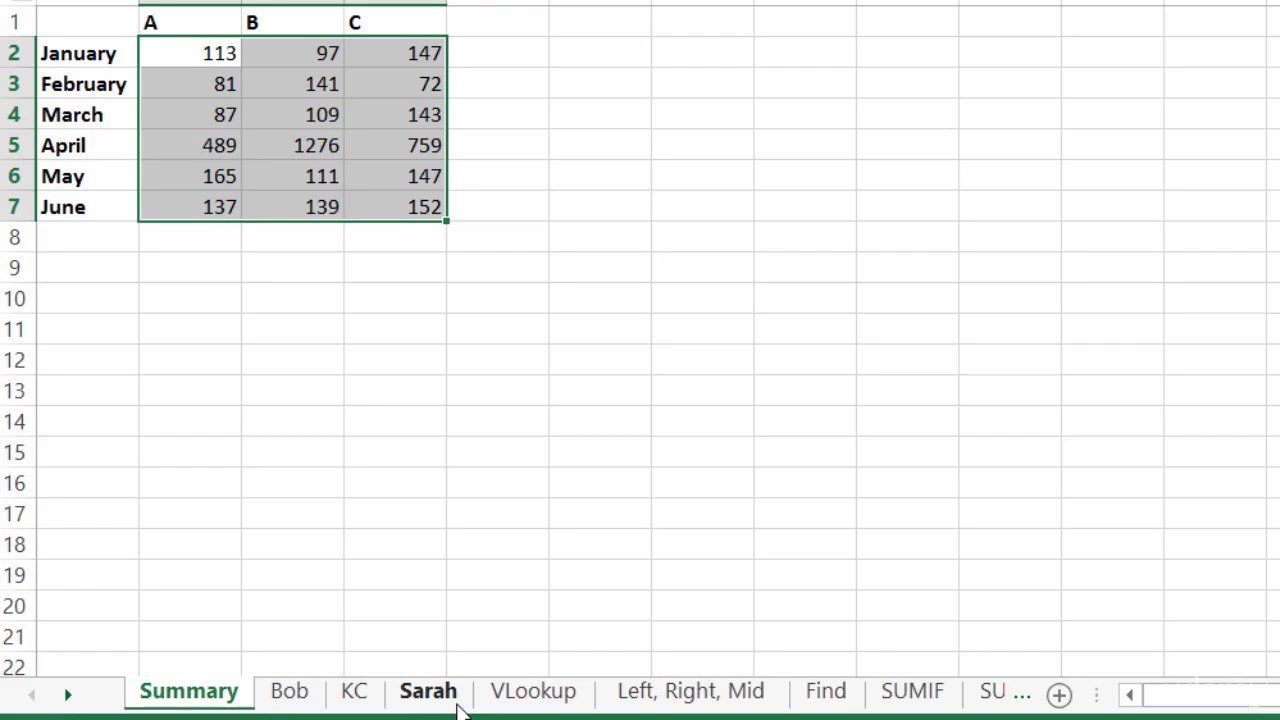 1 A B C
2 January 113 97 147
3 February 81 141 72
4 March 87 109 143
5 April 489 1276 759
6 May 165 111 147
7 June 137 139 152
8
9
10
11
12
13
14
15
16
17
18
19
20
21
22
Summary Bob KC Sarah VLookup Left, Right, Mid Find SUMIF SU ...